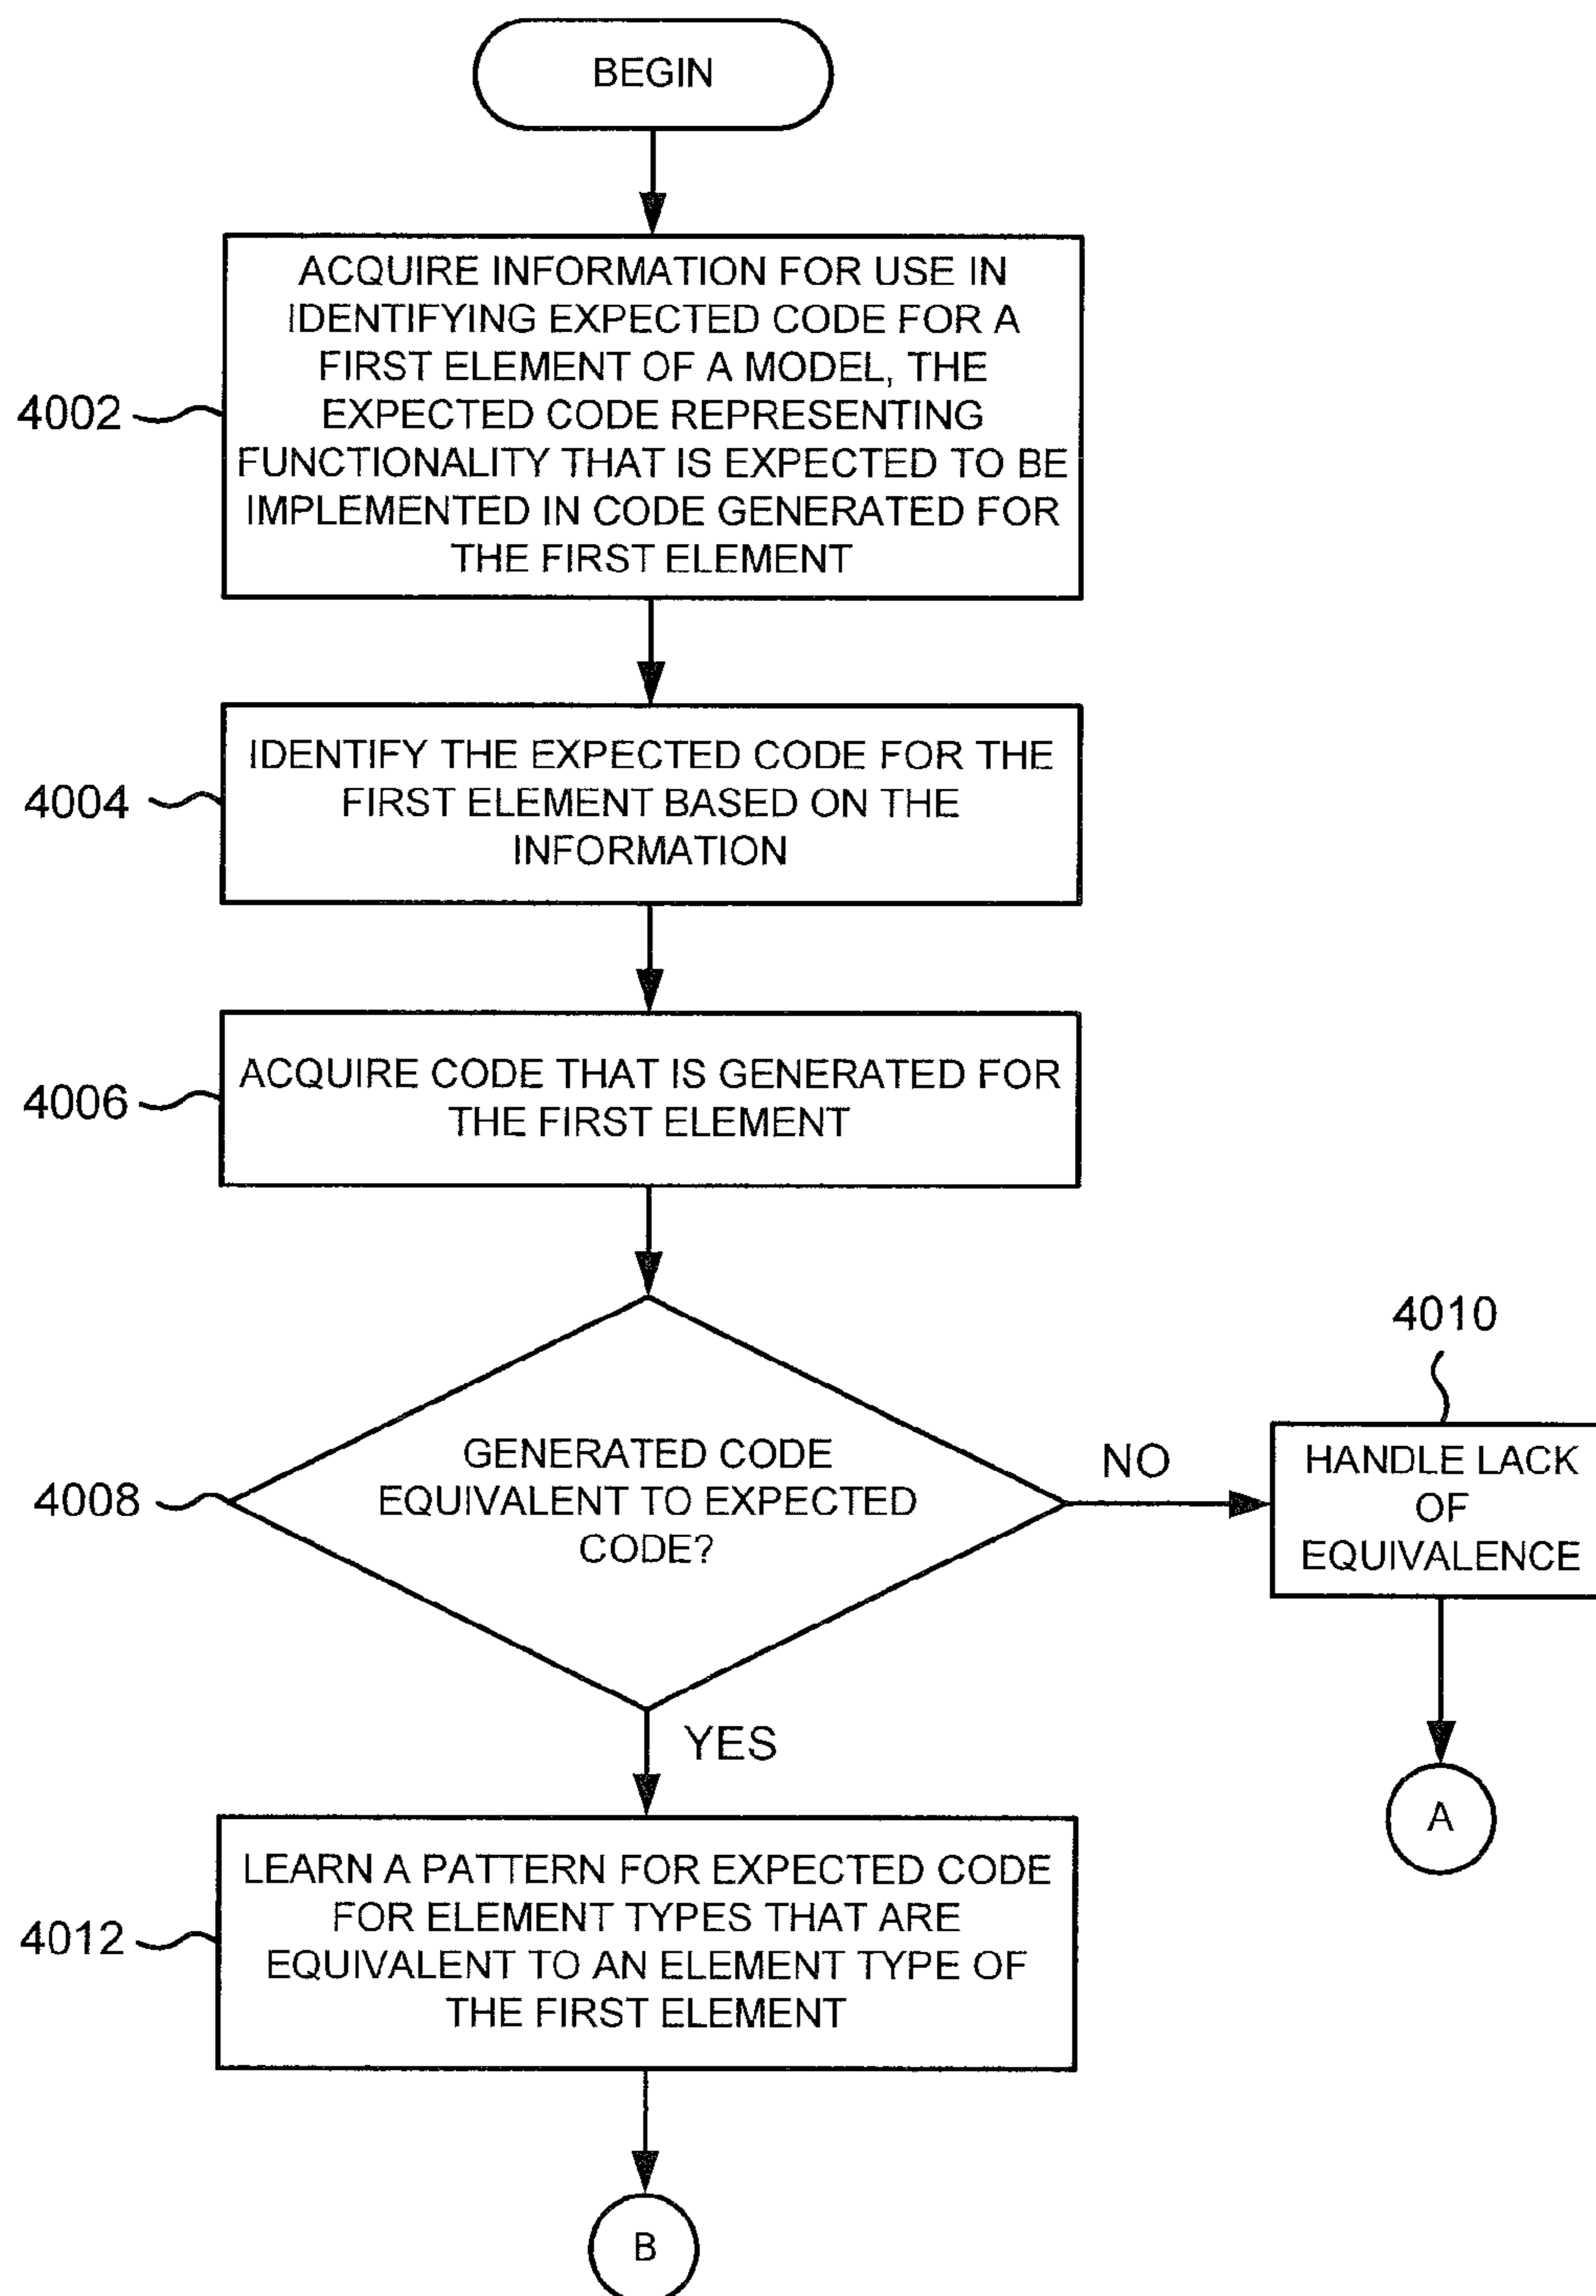 BEGIN
ACQUIRE INFORMATION FOR USE IN
IDENTIFYING EXPECTED CODE FOR A
FIRST ELEMENT OF A MODEL, THE
EXPECTED CODE REPRESENTING
FUNCTIONALITY THAT IS EXPECTED TO BE
IMPLEMENTED IN CODE GENERATED FOR
THE FIRST ELEMENT
4002
IDENTIFY THE EXPECTED CODE FOR THE
FIRST ELEMENT BASED ON THE
INFORMATION
4004
ACQUIRE CODE THAT IS GENERATED FOR
THE FIRST ELEMENT
4006
GENERATED CODE
EQUIVALENT TO EXPECTED
CODE?
4008
NO
4010
HANDLE LACK
OF
EQUIVALENCE
A
YES
LEARN A PATTERN FOR EXPECTED CODE
FOR ELEMENT TYPES THAT ARE
EQUIVALENT TO AN ELEMENT TYPE OF
THE FIRST ELEMENT
4012
B